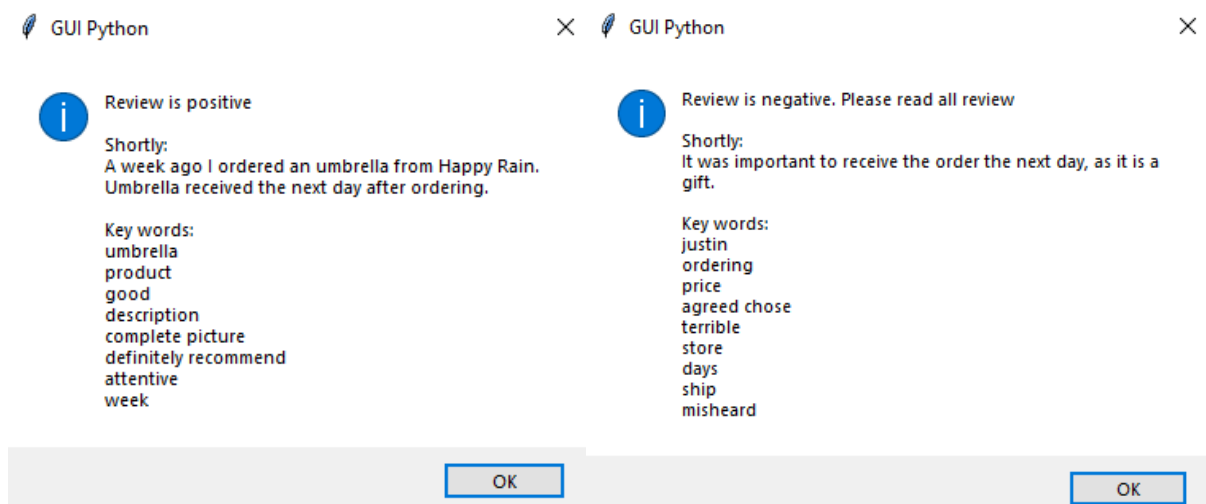 GUI Python
Review is positive
Shortly:
A week ago I ordered an umbrella from Happy Rain.
Umbrella received the next day after ordering.
Key words:
umbrella
product
good
description
complete picture
definitely recommend
attentive
week
OK
GUI Python
Review is negative. Please read all review
Shortly:
It was important to receive the order the next day, as it is a
gift.
Key words:
justin
ordering
price
agreed chose
terrible
store
days
ship
misheard
OK